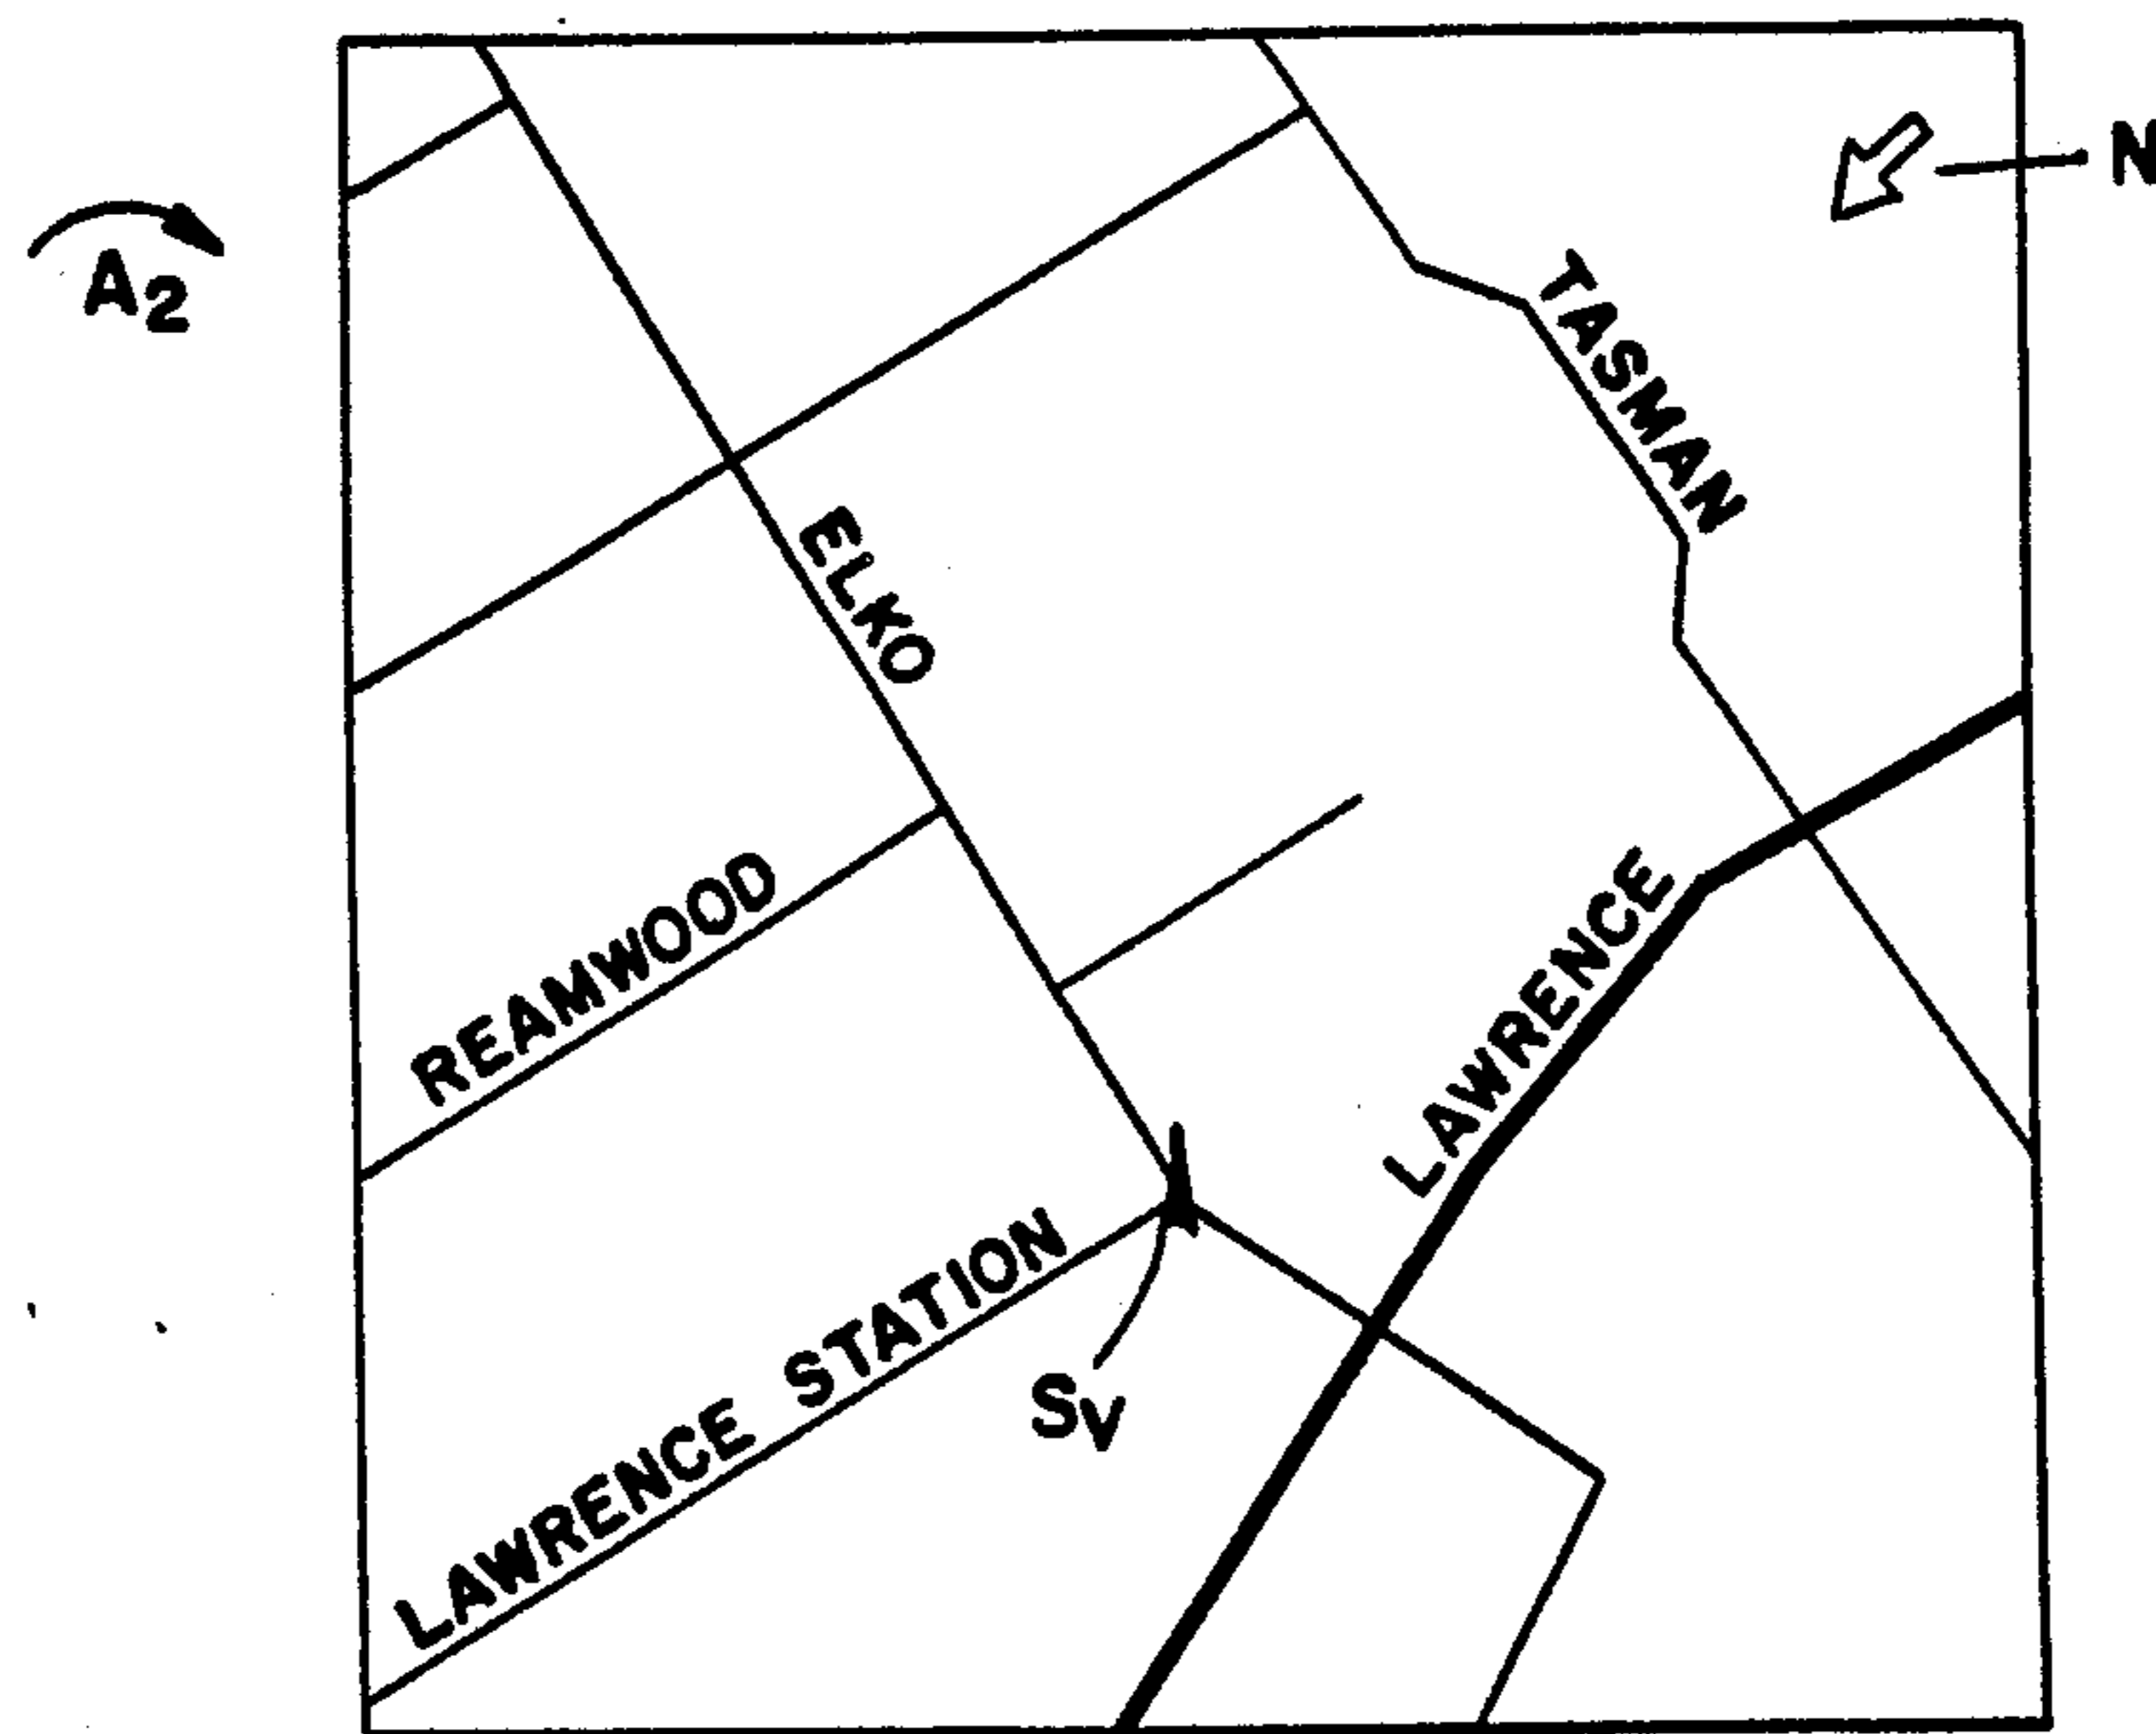 N
A2
TASMAN
ELKO
REAMWOOD
LAWRENCE
LAWRENCE STATION
SV